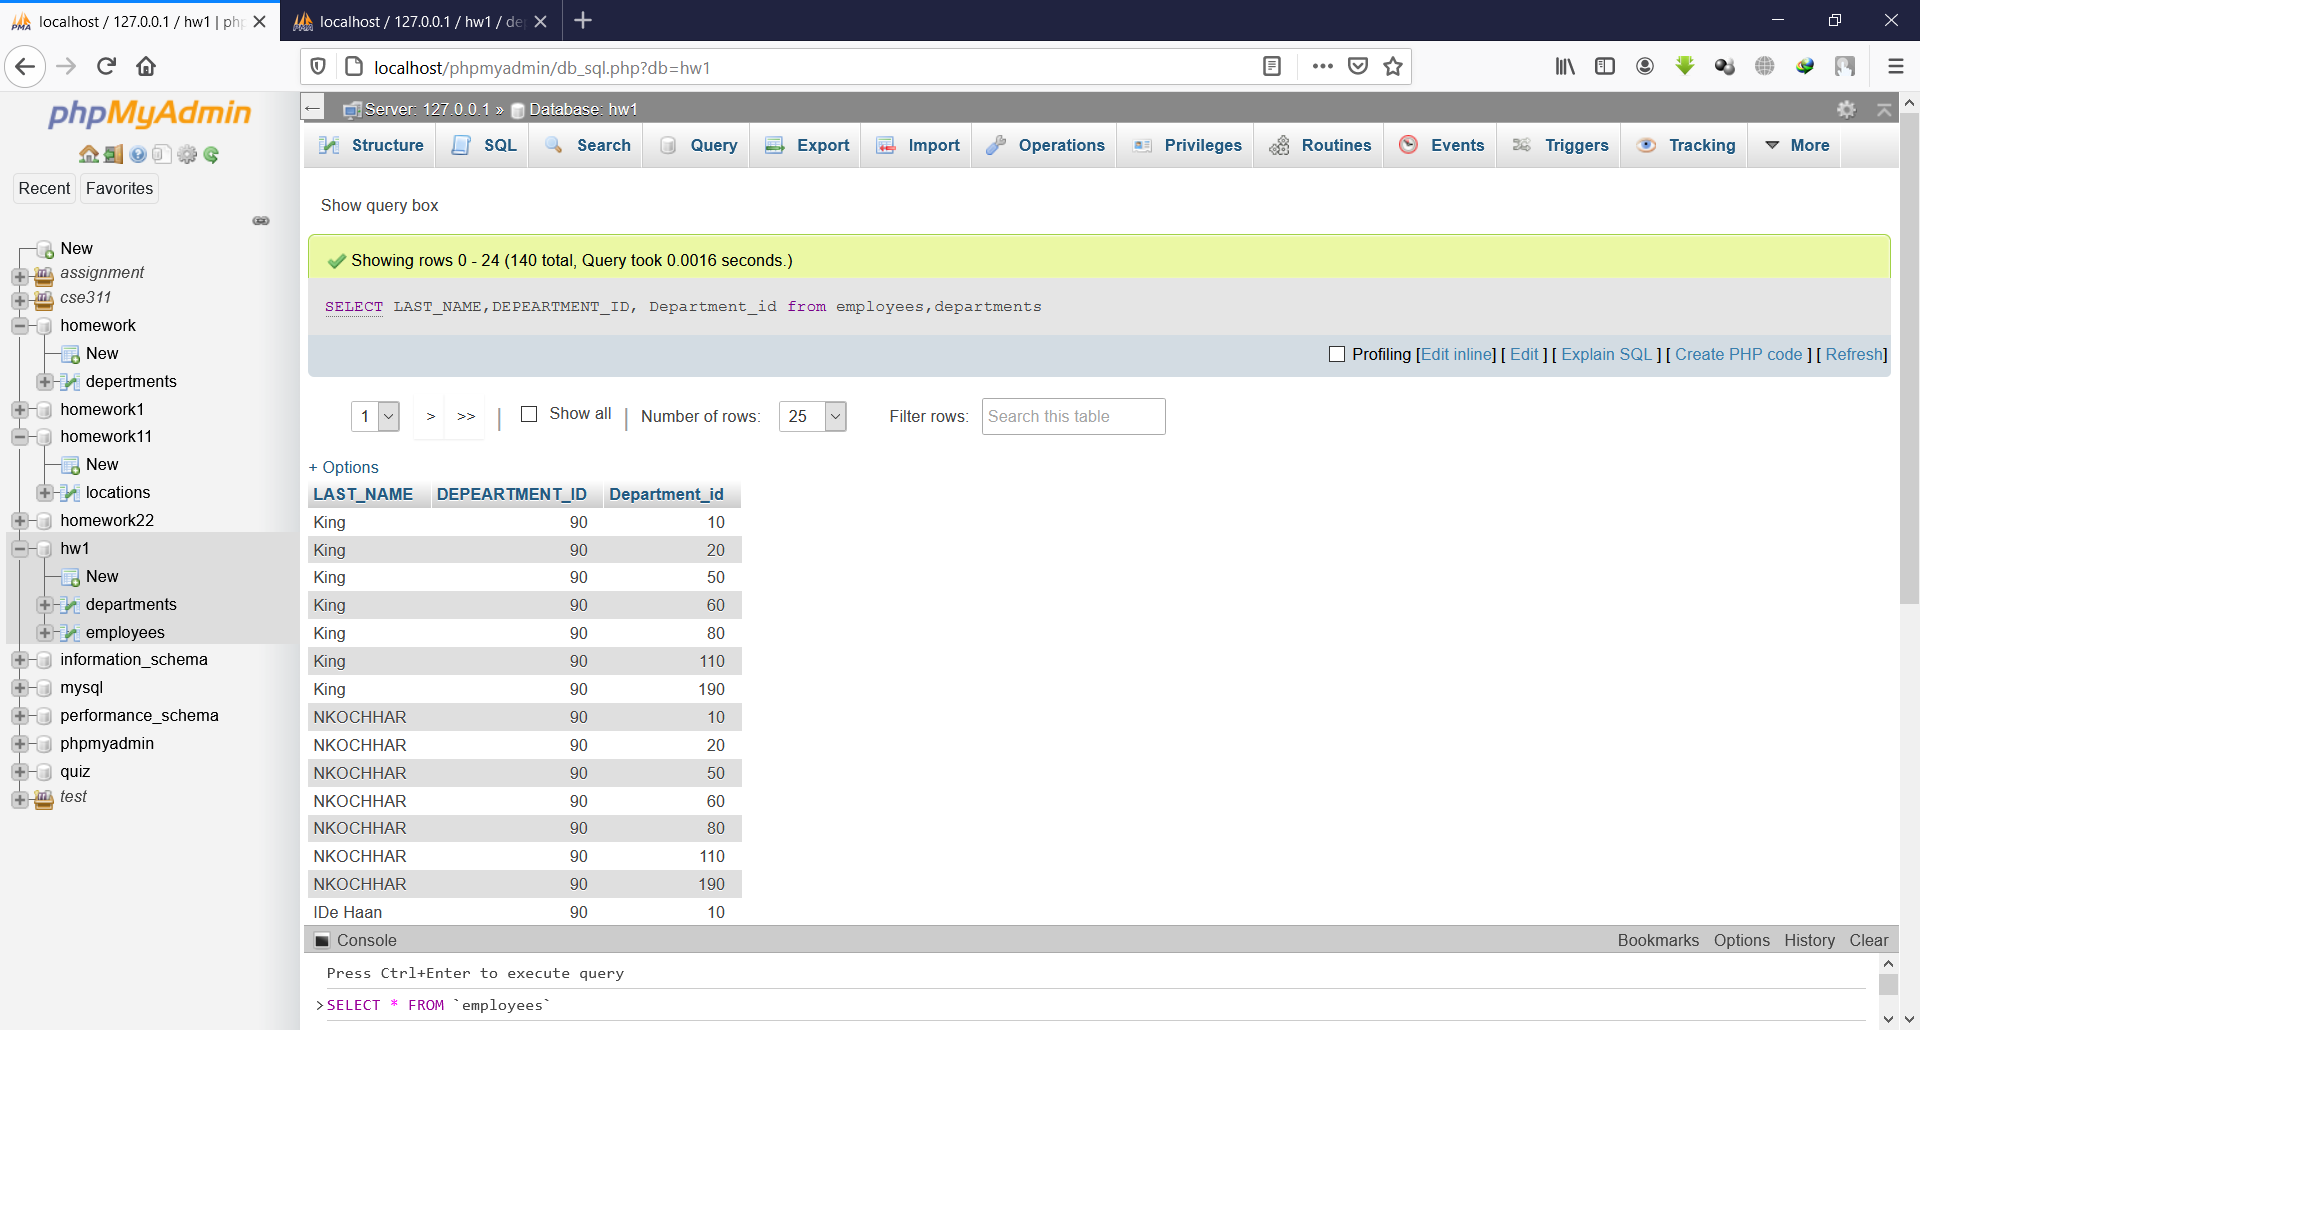 localhost / 127.0.0.1 / hw1 | php
localhost / 127.0.0.1 / hw1 / de
localhost/phpmyadmin/db_sql.php?db=hw1
phpMyAdmin
Recent
Favorites
New
assignment
cse311
homework
New
depertments
homework1
homework11
New
locations
homework22
hw1
New
departments
employees
information_schema
mysql
performance_schema
phpmyadmin
quiz
test
Server: 127.0.0.1 » Database: hw1
Structure SQL Search Query Export Import Operations Privileges Routines Events Triggers Tracking More
Show query box
Showing rows 0 - 24 (140 total, Query took 0.0016 seconds.)
SELECT LAST_NAME,DEPEARTMENT_ID, Department_id from employees,departments
Profiling [Edit inline] [ Edit ] [ Explain SQL ] [ Create PHP code ] [ Refresh]
1 > >> | Show all | Number of rows: 25 Filter rows: Search this table
+ Options
LAST_NAME DEPEARTMENT_ID Department_id
King 90 10
King 90 20
King 90 50
King 90 60
King 90 80
King 90 110
King 90 190
NKOCHHAR 90 10
NKOCHHAR 90 20
NKOCHHAR 90 50
NKOCHHAR 90 60
NKOCHHAR 90 80
NKOCHHAR 90 110
NKOCHHAR 90 190
IDe Haan 90 10
Console Bookmarks Options History Clear
Press Ctrl+Enter to execute query
>SELECT * FROM `employees`